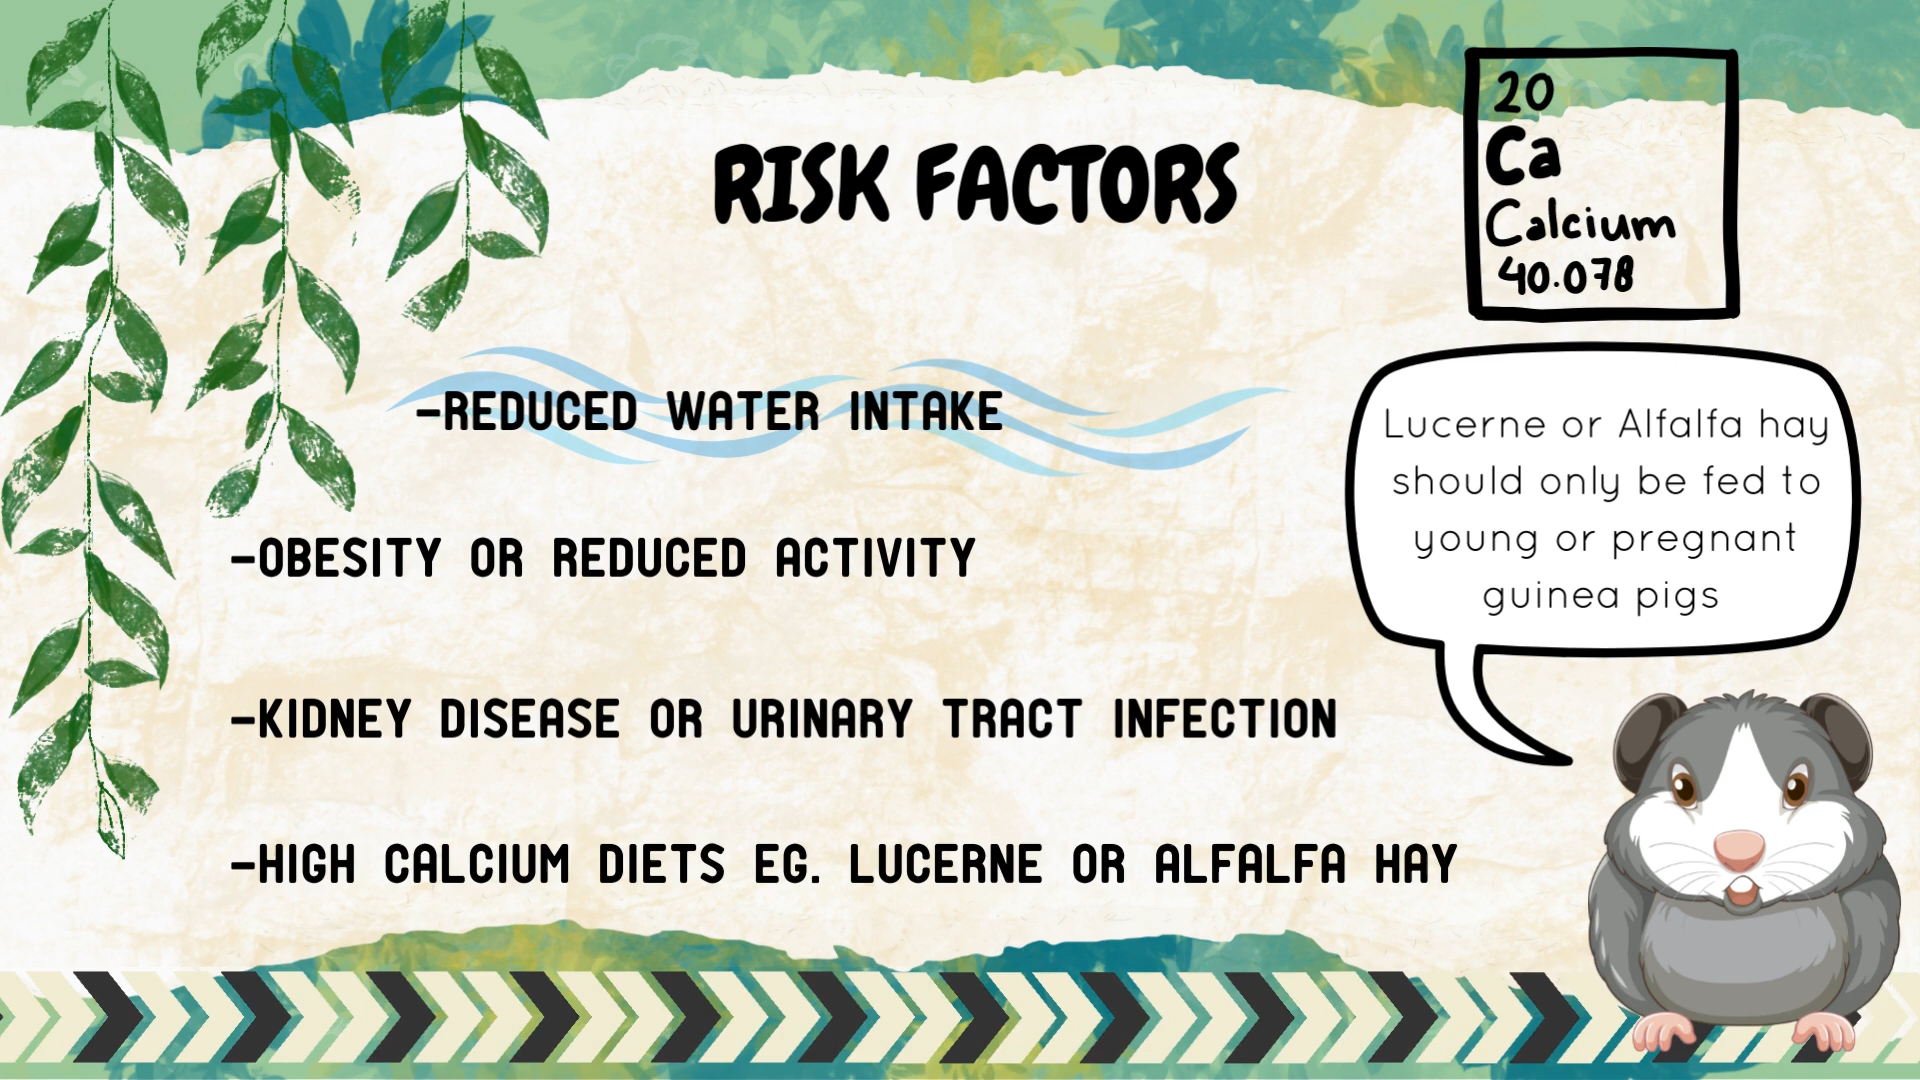 RISK FACTORS
20
Ca
Calcium
40.078
-REDUCED WATER INTAKE
-OBESITY OR REDUCED ACTIVITY
-KIDNEY DISEASE OR URINARY TRACT INFECTION
-HIGH CALCIUM DIETS EG. LUCERNE OR ALFALFA HAY
Lucerne or Alfalfa hay
should only be fed to
young or pregnant
guinea pigs